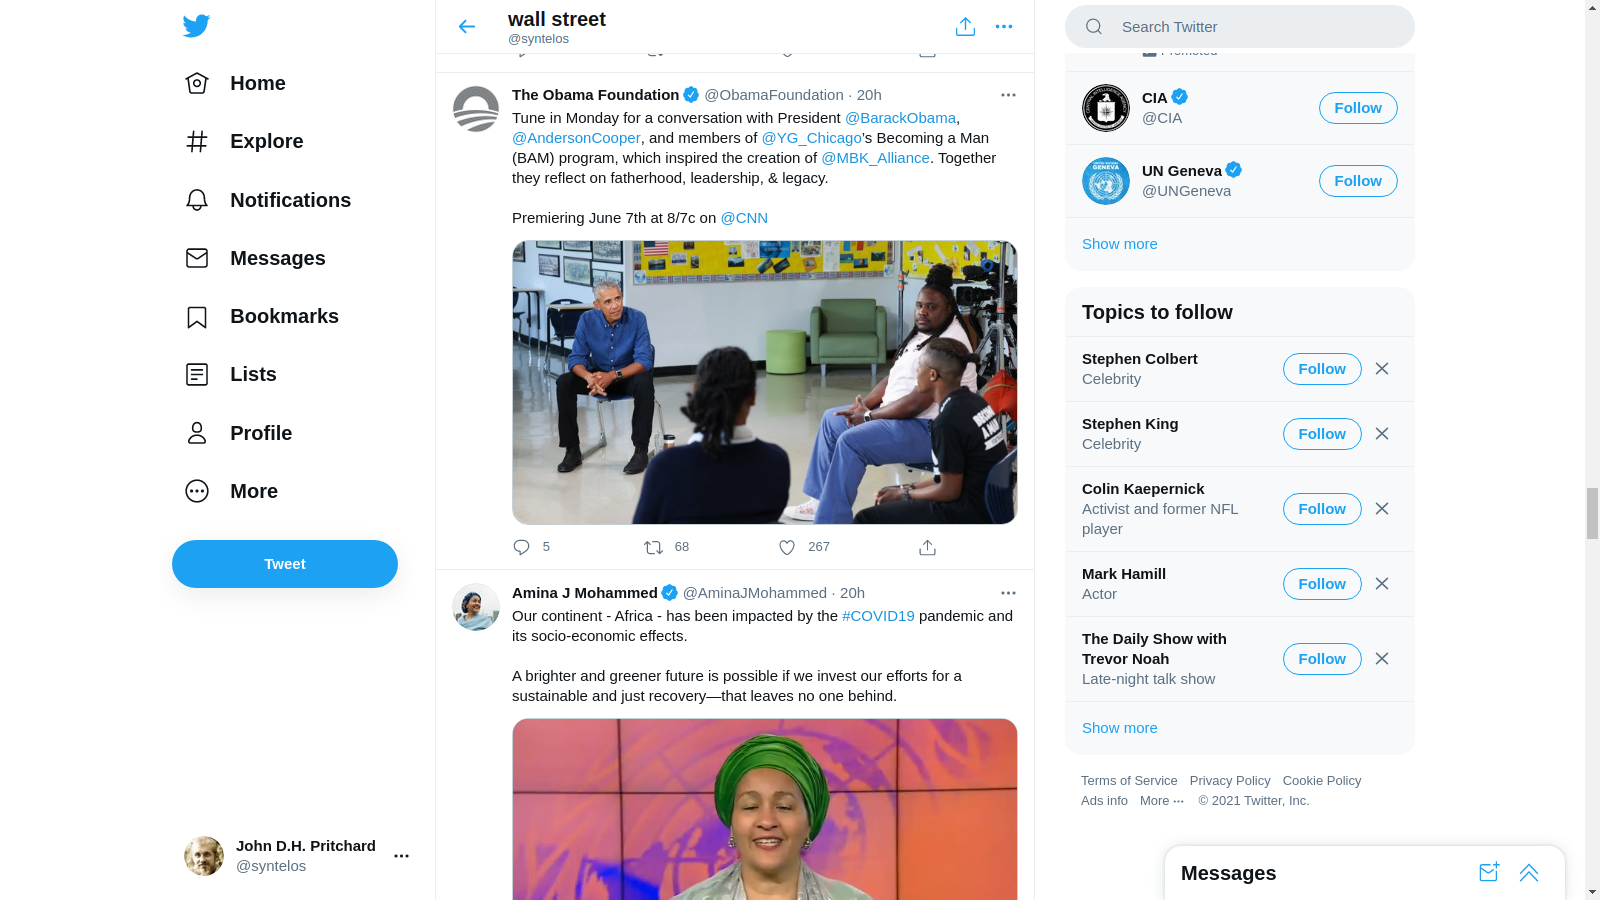 Home
Explore
Notifications
Messages
Bookmarks
Lists
Profile
More
Tweet
John D.H. Pritchard
@syntelos
wall street
@syntelos
The Obama Foundation @ObamaFoundation · 20h
Tune in Monday for a conversation with President @BarackObama,
@AndersonCooper, and members of @YG_Chicago's Becoming a Man
(BAM) program, which inspired the creation of @MBK_Alliance. Together
they reflect on fatherhood, leadership, & legacy.
Premiering June 7th at 8/7c on @CNN
5 68 267
Amina J Mohammed @AminaJMohammed · 20h
Our continent - Africa - has been impacted by the #COVID19 pandemic and
its socio-economic effects.
A brighter and greener future is possible if we invest our efforts for a
sustainable and just recovery—that leaves no one behind.
Search Twitter
Promoted
CIA
@CIA
Follow
UN Geneva
@UNGeneva
Follow
Show more
Topics to follow
Stephen Colbert
Celebrity
Follow
Stephen King
Celebrity
Follow
Colin Kaepernick
Activist and former NFL
player
Follow
Mark Hamill
Actor
Follow
The Daily Show with
Trevor Noah
Late-night talk show
Follow
Show more
Terms of Service Privacy Policy Cookie Policy
Ads info More ··· © 2021 Twitter, Inc.
Messages